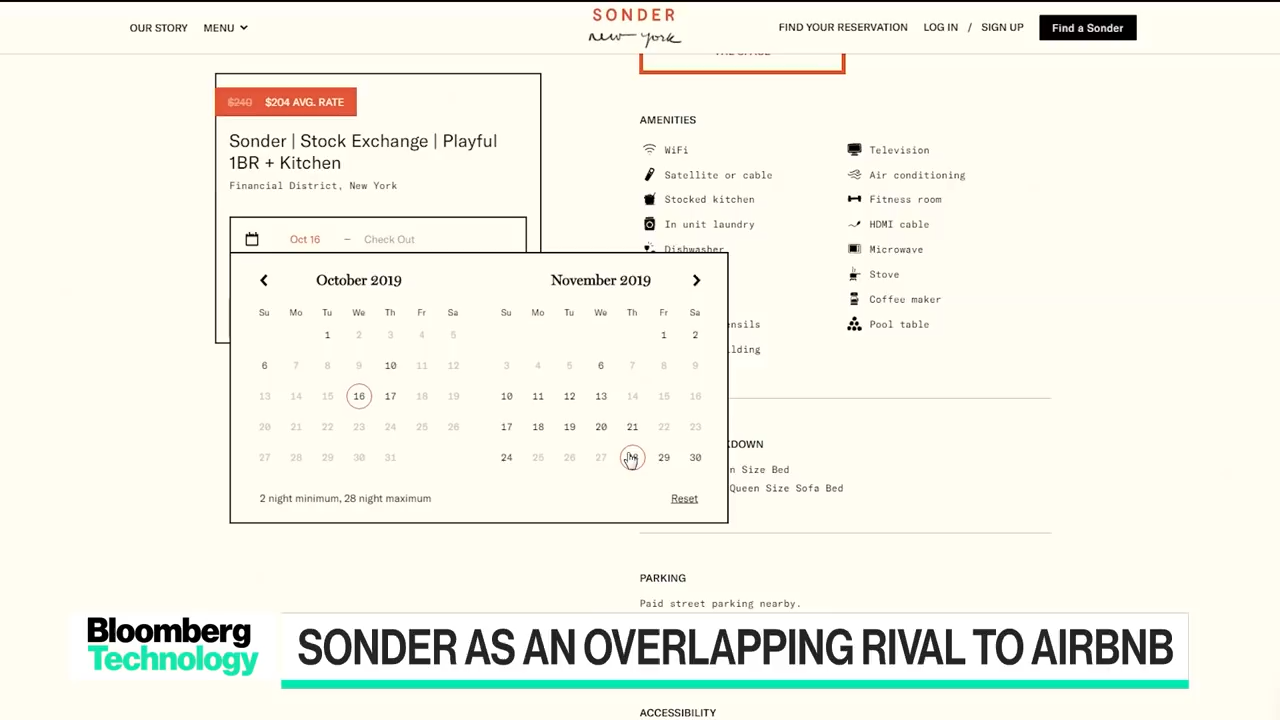 OUR STORY
MENU
SONDER
new york
FIND YOUR RESERVATION
LOG IN / SIGN UP
Find a Sonder
$240 $204 AVG. RATE
Sonder | Stock Exchange | Playful
1BR + Kitchen
Financial District, New York
Oct 16 – Check Out
October 2019
Su Mo Tu We Th Fr Sa
1 2 3 4 5
6 7 8 9 10 11 12
13 14 15 16 17 18 19
20 21 22 23 24 25 26
27 28 29 30 31
November 2019
Su Mo Tu We Th Fr Sa
1 2
3 4 5 6 7 8 9
10 11 12 13 14 15 16
17 18 19 20 21 22 23
24 25 26 27 29 30
2 night minimum, 28 night maximum
Reset
AMENITIES
WiFi
Satellite or cable
Stocked kitchen
In unit laundry
Dishwasher
Television
Air conditioning
Fitness room
HDMI cable
Microwave
Stove
Coffee maker
Pool table
Size Bed
Queen Size Sofa Bed
PARKING
Paid street parking nearby.
Bloomberg
Technology
SONDER AS AN OVERLAPPING RIVAL TO AIRBNB
ACCESSIBILITY